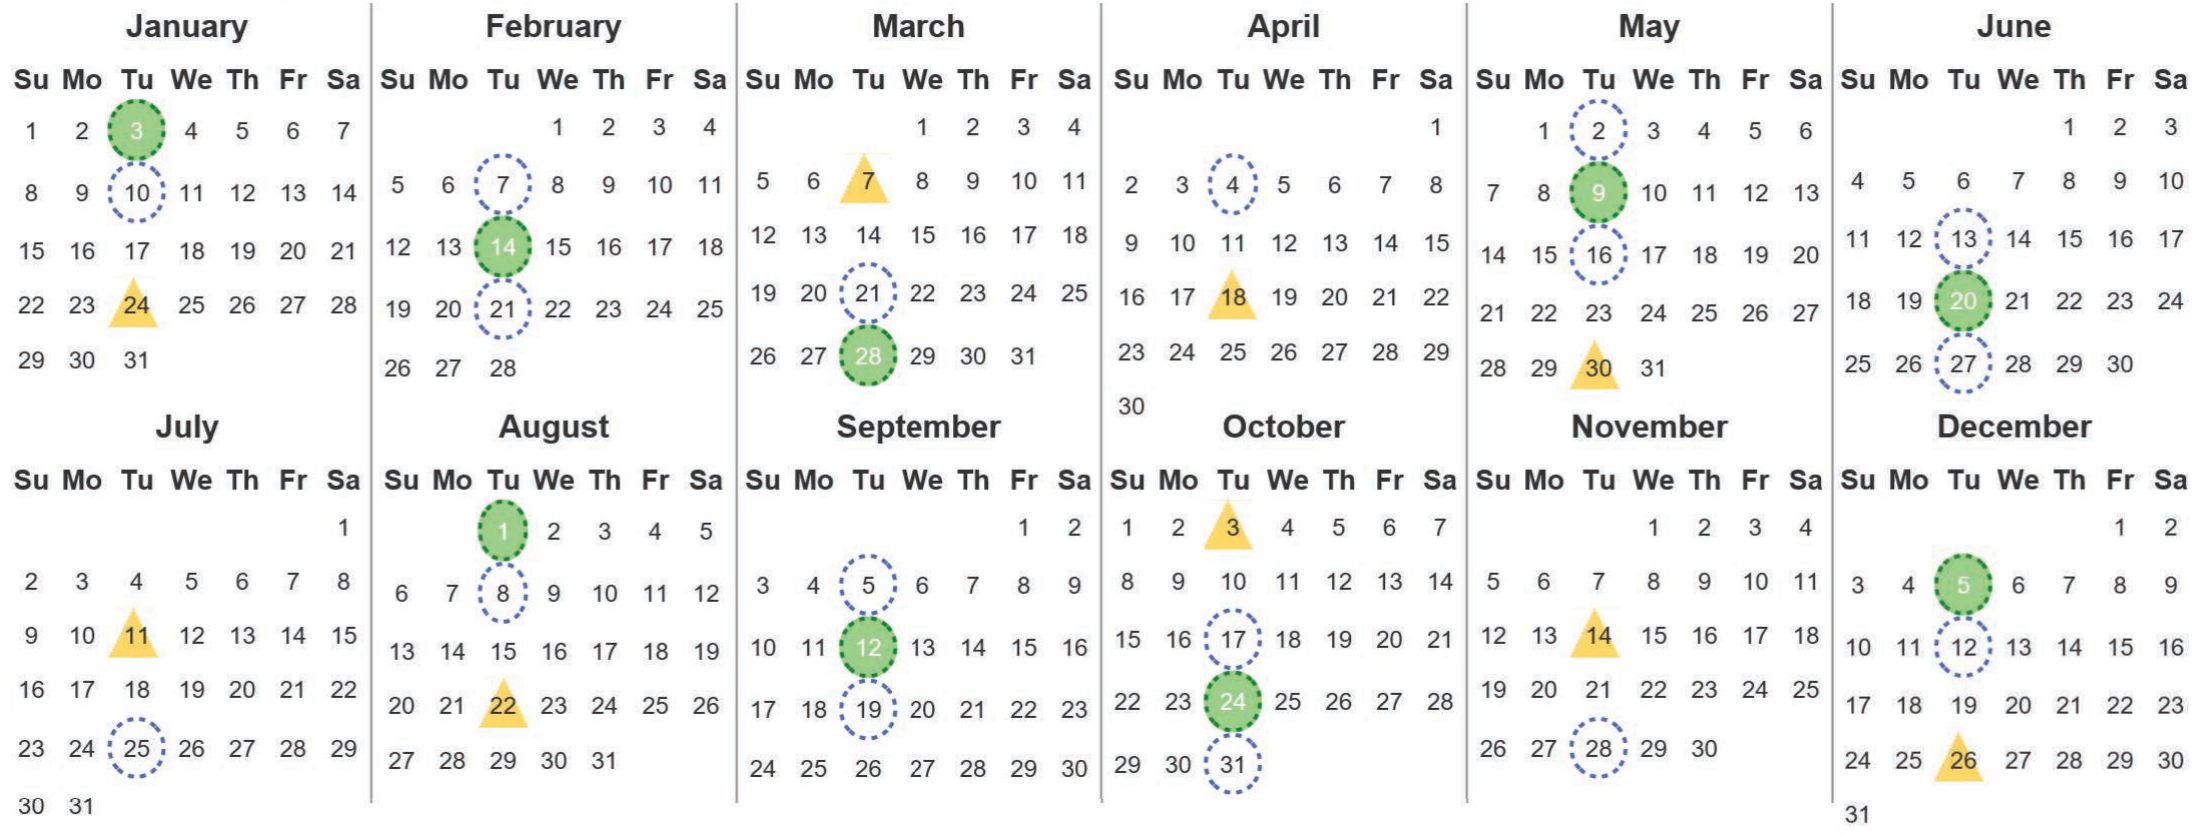 January February March April May June
Su Mo Tu We Th Fr Sa Su Mo Tu We Th Fr Sa Su Mo Tu We Th Fr Sa Su Mo Tu We Th Fr Sa Su Mo Tu We Th Fr Sa Su Mo Tu We Th Fr Sa
1 2 3 4 5 6 7 1 2 3 4 1 2 3 4 1 1 2 3 4 5 6 1 2 3
8 9 10 11 12 13 14 5 6 7 8 9 10 11 5 6 7 8 9 10 11 2 3 4 5 6 7 8 7 8 9 10 11 12 13 4 5 6 7 8 9 10
15 16 17 18 19 20 21 12 13 14 15 16 17 18 12 13 14 15 16 17 18 9 10 11 12 13 14 15 14 15 16 17 18 19 20 11 12 13 14 15 16 17
22 23 24 25 26 27 28 19 20 21 22 23 24 25 19 20 21 22 23 24 25 16 17 18 19 20 21 22 21 22 23 24 25 26 27 18 19 20 21 22 23 24
29 30 31 26 27 28 26 27 28 29 30 31 23 24 25 26 27 28 29 28 29 30 31 25 26 27 28 29 30
30
July August September October November December
Su Mo Tu We Th Fr Sa Su Mo Tu We Th Fr Sa Su Mo Tu We Th Fr Sa Su Mo Tu We Th Fr Sa Su Mo Tu We Th Fr Sa Su Mo Tu We Th Fr Sa
1 1 2 3 4 5 1 2 1 2 3 4 5 6 7 1 2 3 4 1 2
2 3 4 5 6 7 8 6 7 8 9 10 11 12 3 4 5 6 7 8 9 8 9 10 11 12 13 14 5 6 7 8 9 10 11 3 4 5 6 7 8 9
9 10 11 12 13 14 15 13 14 15 16 17 18 19 10 11 12 13 14 15 16 15 16 17 18 19 20 21 12 13 14 15 16 17 18 10 11 12 13 14 15 16
16 17 18 19 20 21 22 20 21 22 23 24 25 26 17 18 19 20 21 22 23 22 23 24 25 26 27 28 19 20 21 22 23 24 25 17 18 19 20 21 22 23
23 24 25 26 27 28 29 27 28 29 30 31 24 25 26 27 28 29 30 29 30 31 26 27 28 29 30 24 25 26 27 28 29 30
30 31 31